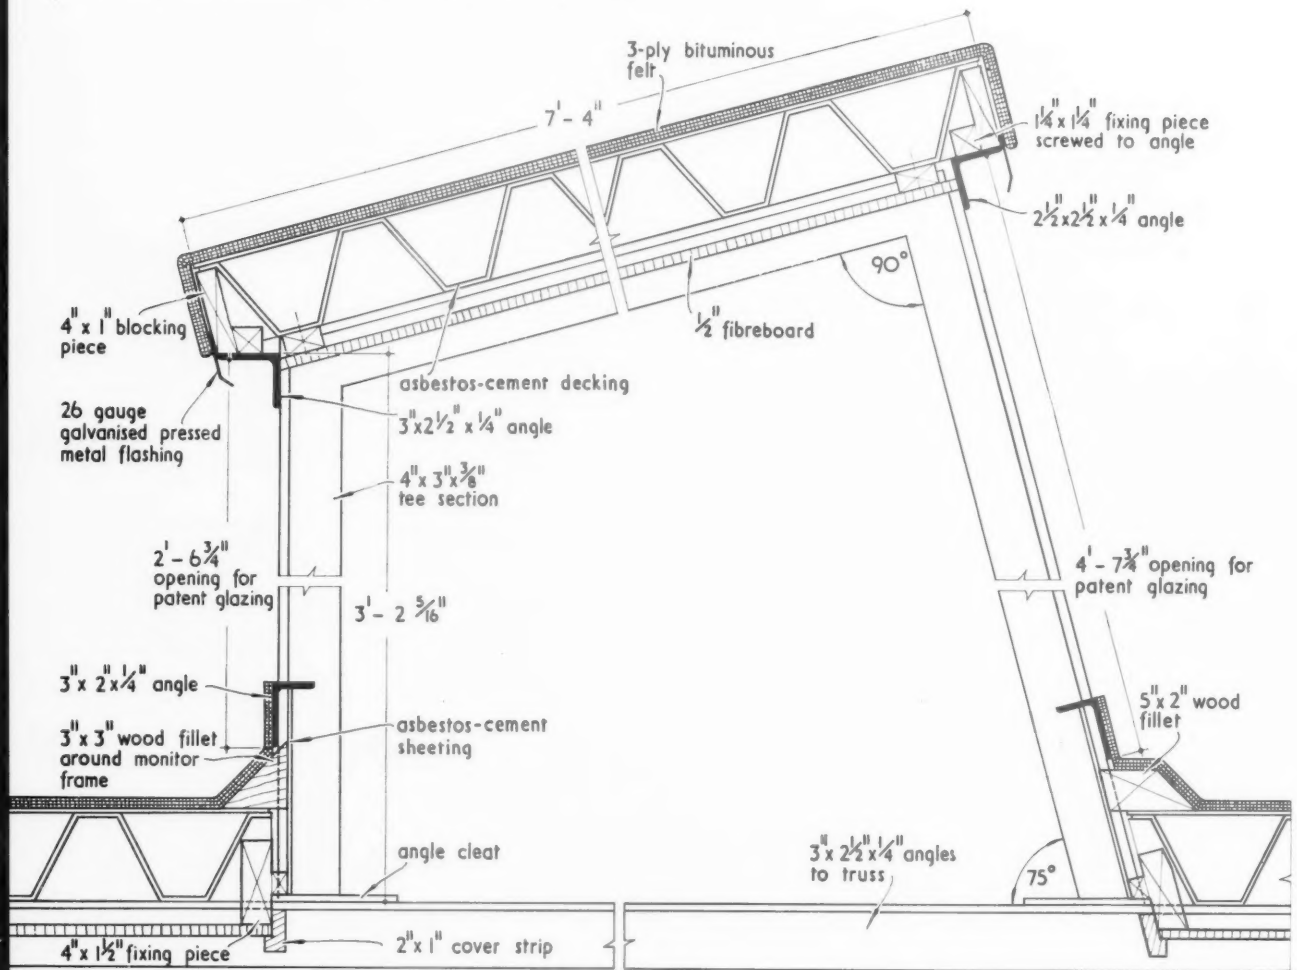 3-ply bituminous
felt
7'- 4"
1¼" x 1¼" fixing piece
screwed to angle
2½" x 2½" x ¼" angle
90°
4" x 1" blocking
piece
½" fibreboard
asbestos-cement decking
26 gauge
galvanised pressed
metal flashing
3" x 2½" x ¼" angle
4" x 3" x ⅜"
tee section
2'- 6¾"
opening for
patent glazing
4'- 7¾" opening for
patent glazing
3'- 2 5/16"
3" x 2" x ¼" angle
5" x 2" wood
fillet
3" x 3" wood fillet
around monitor
frame
asbestos-cement
sheeting
angle cleat
3" x 2½" x ¼" angles
to truss
75°
4" x 1½" fixing piece
2" x 1" cover strip